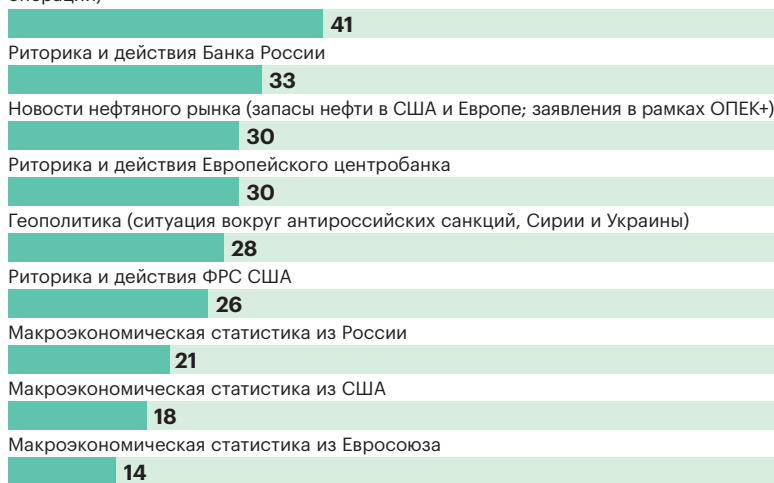 операции)
41
Риторика и действия Банка России
33
Новости нефтяного рынка (запасы нефти в США и Европе; заявления в рамках ОПЕК+)
30
Риторика и действия Европейского центробанка
30
Геополитика (ситуация вокруг антироссийских санкций, Сирии и Украины)
28
Риторика и действия ФРС США
26
Макроэкономическая статистика из России
21
Макроэкономическая статистика из США
18
Макроэкономическая статистика из Евросоюза
14